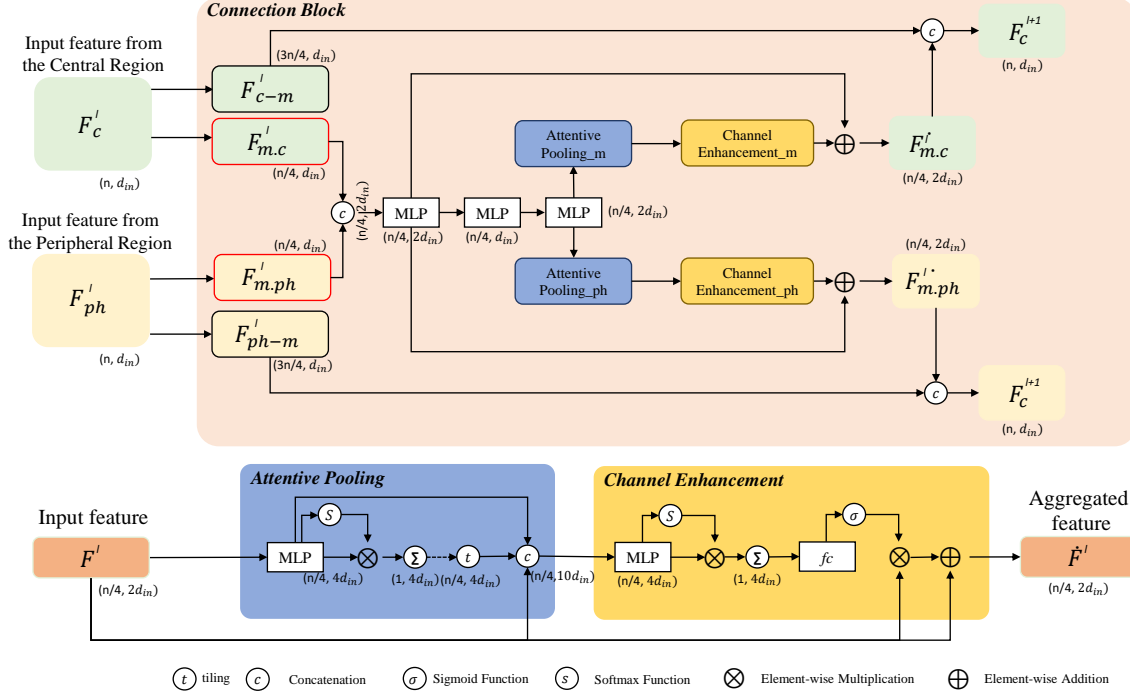 Connection Block
Input feature from
the Central Region
F_c^l
(n, d_in)
(3n/4, d_in)
F_{c-m}^l
F_{m.c}^l
(n/4, d_in)
c
F_c^{l+1}
(n, d_in)
Attentive
Pooling_m
Channel
Enhancement_m
F_{m.c}^{l·}
(n/4, 2d_in)
c
(n/4, 2d_in)
MLP
(n/4, 2d_in)
MLP
(n/4, d_in)
MLP
(n/4, 2d_in)
Input feature from
the Peripheral Region
F_ph^l
(n, d_in)
(n/4, d_in)
F_{m.ph}^l
F_{ph-m}^l
(3n/4, d_in)
Attentive
Pooling_ph
Channel
Enhancement_ph
(n/4, 2d_in)
F_{m.ph}^{l·}
c
F_c^{l+1}
(n, d_in)
Attentive Pooling
Channel Enhancement
Input feature
F^l
(n/4, 2d_in)
MLP
S
(n/4, 4d_in)
Σ
(1, 4d_in)
t
(n/4, 4d_in)
c
(n/4,10d_in)
MLP
S
(n/4, 4d_in)
Σ
(1, 4d_in)
fc
σ
Aggregated
feature
Ḟ^l
(n/4, 2d_in)
t tiling c Concatenation σ Sigmoid Function s Softmax Function ⊗ Element-wise Multiplication ⊕ Element-wise Addition